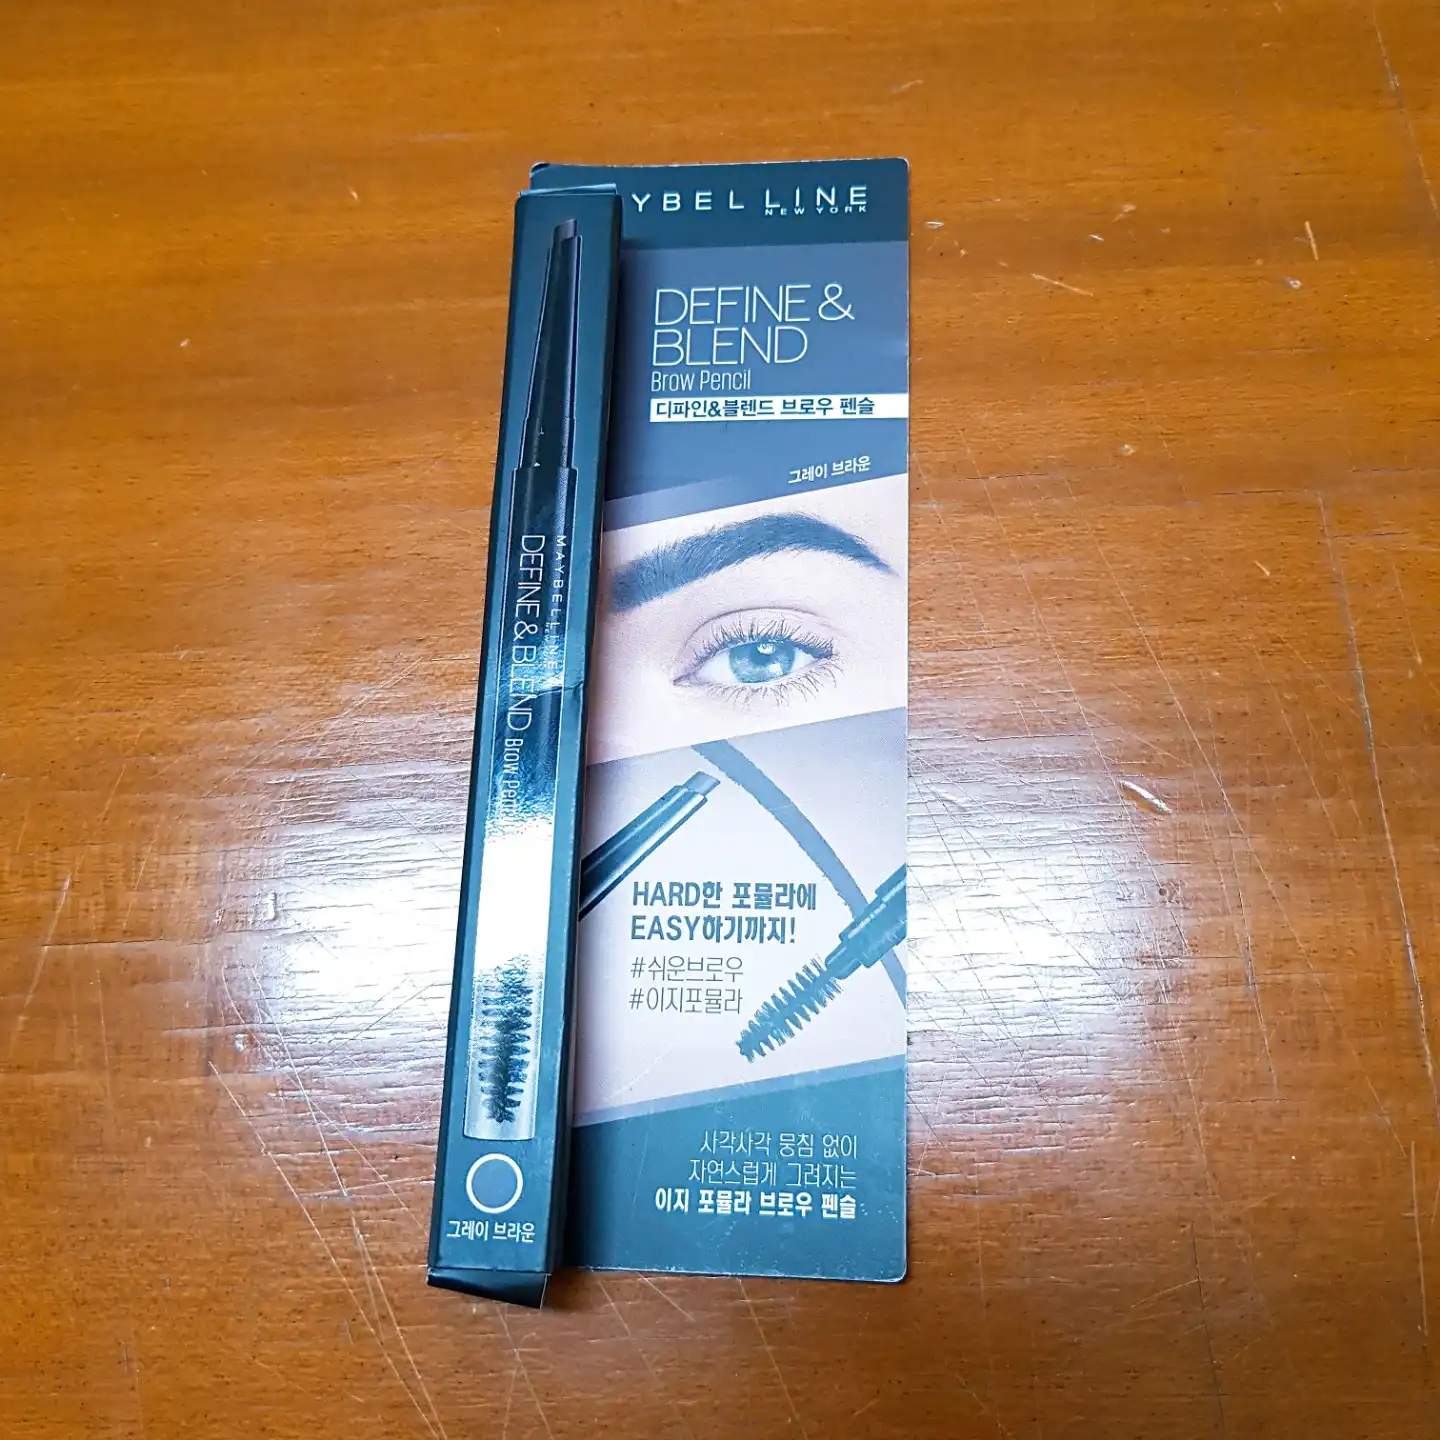 YBELLINE
NEW YORK
DEFINE &
BLEND
Brow Pencil
디파인&블렌드 브로우 펜슬
그레이 브라운
HARD한 포뮬라에
EASY하기까지!
#쉬운브로우
#이지포뮬라
사각사각 뭉침 없이
자연스럽게 그려지는
이지 포뮬라 브로우 펜슬
MAYBELLINE
NEW YORK
DEFINE & BLEND Brow Pencil
그레이 브라운